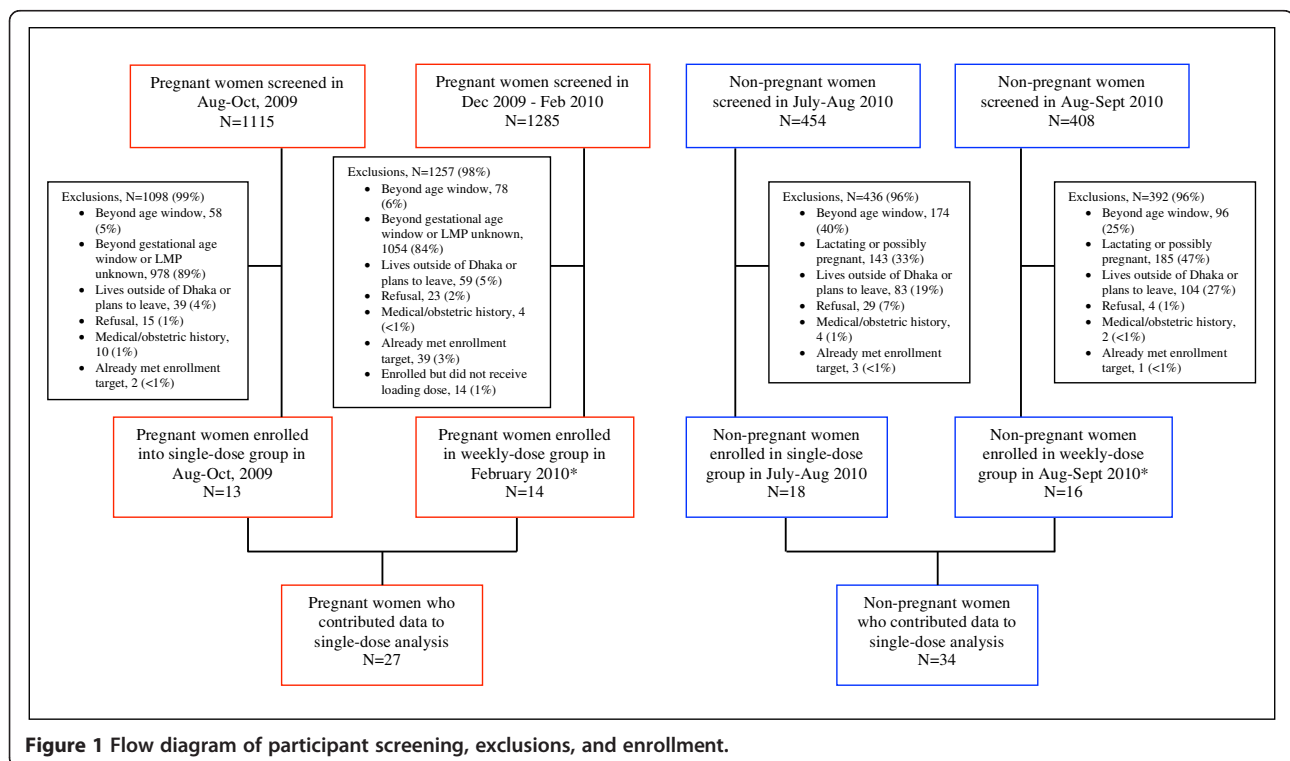 Pregnant women screened in
Aug-Oct, 2009
N=1115
Pregnant women screened in
Dec 2009 - Feb 2010
N=1285
Non-pregnant women
screened in July-Aug 2010
N=454
Non-pregnant women
screened in Aug-Sept 2010
N=408
Exclusions, N=1098 (99%)
• Beyond age window, 58
(5%)
• Beyond gestational age
window or LMP
unknown, 978 (89%)
• Lives outside of Dhaka or
plans to leave, 39 (4%)
• Refusal, 15 (1%)
• Medical/obstetric history,
10 (1%)
• Already met enrollment
target, 2 (<1%)
Exclusions, N=1257 (98%)
• Beyond age window, 78
(6%)
• Beyond gestational age
window or LMP unknown,
1054 (84%)
• Lives outside of Dhaka or
plans to leave, 59 (5%)
• Refusal, 23 (2%)
• Medical/obstetric history, 4
(<1%)
• Already met enrollment
target, 39 (3%)
• Enrolled but did not receive
loading dose, 14 (1%)
Exclusions, N=436 (96%)
• Beyond age window, 174
(40%)
• Lactating or possibly
pregnant, 143 (33%)
• Lives outside of Dhaka or
plans to leave, 83 (19%)
• Refusal, 29 (7%)
• Medical/obstetric history,
4 (1%)
• Already met enrollment
target, 3 (<1%)
Exclusions, N=392 (96%)
• Beyond age window, 96
(25%)
• Lactating or possibly
pregnant, 185 (47%)
• Lives outside of Dhaka or
plans to leave, 104 (27%)
• Refusal, 4 (1%)
• Medical/obstetric history,
2 (<1%)
• Already met enrollment
target, 1 (<1%)
Pregnant women enrolled
into single-dose group in
Aug-Oct, 2009
N=13
Pregnant women enrolled
in weekly-dose group in
February 2010*
N=14
Non-pregnant women
enrolled in single-dose
group in July-Aug 2010
N=18
Non-pregnant women
enrolled in weekly-dose
group in Aug-Sept 2010*
N=16
Pregnant women who
contributed data to
single-dose analysis
N=27
Non-pregnant women
who contributed data to
single-dose analysis
N=34
Figure 1 Flow diagram of participant screening, exclusions, and enrollment.